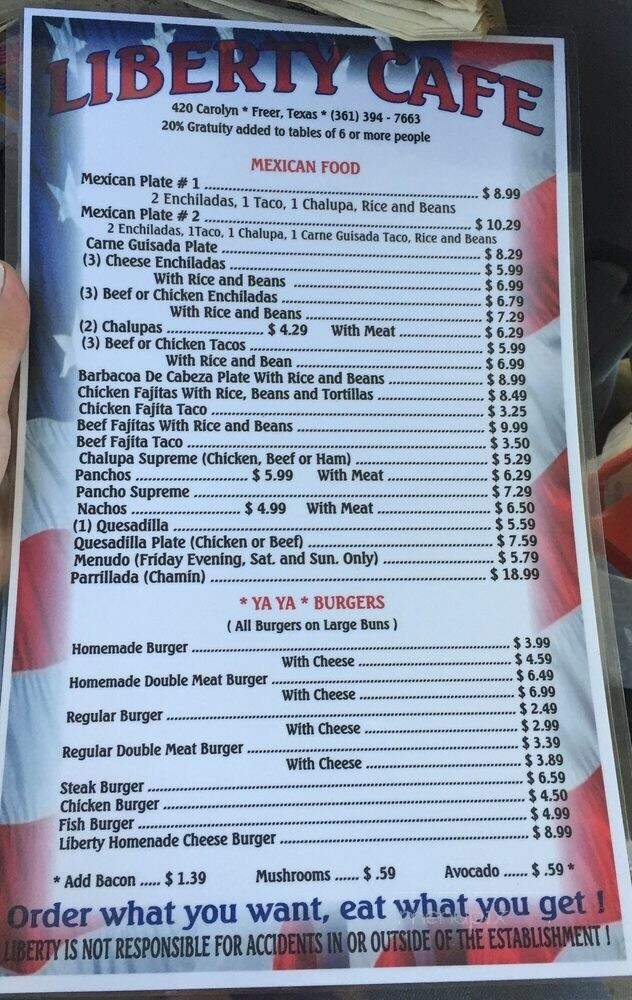 LIBERTY CAFE
420 Carolyn * Freer, Texas * (361) 394 - 7663
20% Gratuity added to tables of 6 or more people
MEXICAN FOOD
Mexican Plate # 1 ........ $ 8.99
2 Enchiladas, 1 Taco, 1 Chalupa, Rice and Beans
Mexican Plate # 2 ........ $ 10.29
2 Enchiladas, 1Taco, 1 Chalupa, 1 Carne Guisada Taco, Rice and Beans
Carne Guisada Plate ........ $ 8.29
(3) Cheese Enchiladas ........ $ 5.99
With Rice and Beans ........ $ 6.99
(3) Beef or Chicken Enchiladas ........ $ 6.79
With Rice and Beans ........ $ 7.29
(2) Chalupas ........ $ 4.29 With Meat ........ $ 6.29
(3) Beef or Chicken Tacos ........ $ 5.99
With Rice and Bean ........ $ 6.99
Barbacoa De Cabeza Plate With Rice and Beans ........ $ 8.99
Chicken Fajitas With Rice, Beans and Tortillas ........ $ 8.49
Chicken Fajita Taco ........ $ 3.25
Beef Fajitas With Rice and Beans ........ $ 9.99
Beef Fajita Taco ........ $ 3.50
Chalupa Supreme (Chicken, Beef or Ham) ........ $ 5.29
Panchos ........ $ 5.99 With Meat ........ $ 6.29
Pancho Supreme ........ $ 7.29
Nachos ........ $ 4.99 With Meat ........ $ 6.50
(1) Quesadilla ........ $ 5.59
Quesadilla Plate (Chicken or Beef) ........ $ 7.59
Menudo (Friday Evening, Sat. and Sun. Only) ........ $ 5.79
Parrillada (Chamin) ........ $ 18.99
* YA YA * BURGERS
( All Burgers on Large Buns )
Homemade Burger ........ $ 3.99
With Cheese ........ $ 4.59
Homemade Double Meat Burger ........ $ 6.49
With Cheese ........ $ 6.99
Regular Burger ........ $ 2.49
With Cheese ........ $ 2.99
Regular Double Meat Burger ........ $ 3.39
With Cheese ........ $ 3.89
Steak Burger ........ $ 6.59
Chicken Burger ........ $ 4.50
Fish Burger ........ $ 4.99
Liberty Homenade Cheese Burger ........ $ 8.99
* Add Bacon ..... $ 1.39 Mushrooms ...... $ .59 Avocado ...... $ .59 *
Order what you want, eat what you get !
LIBERTY IS NOT RESPONSIBLE FOR ACCIDENTS IN OR OUTSIDE OF THE ESTABLISHMENT !